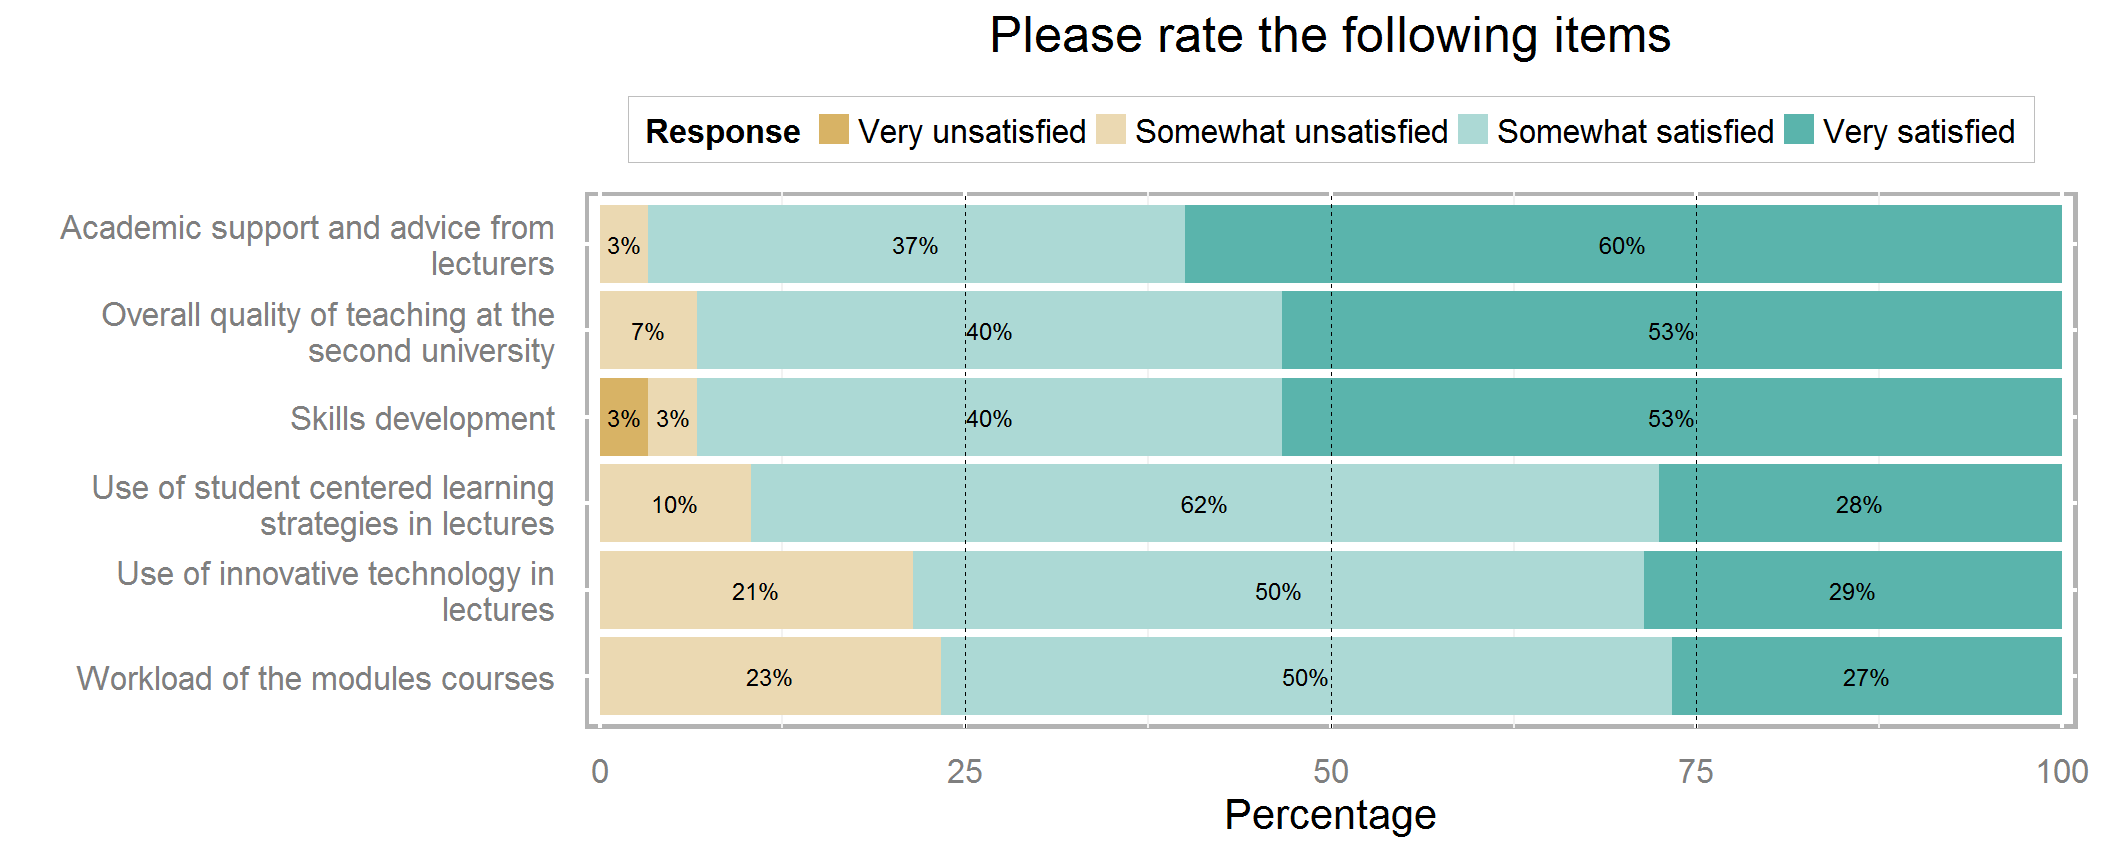 Please rate the following items
Response Very unsatisfied Somewhat unsatisfied Somewhat satisfied Very satisfied
Academic support and advice from
lecturers
3% 37% 60%
Overall quality of teaching at the
second university
7% 40% 53%
Skills development
3% 3% 40% 53%
Use of student centered learning
strategies in lectures
10% 62% 28%
Use of innovative technology in
lectures
21% 50% 29%
Workload of the modules courses
23% 50% 27%
0 25 50 75 100
Percentage